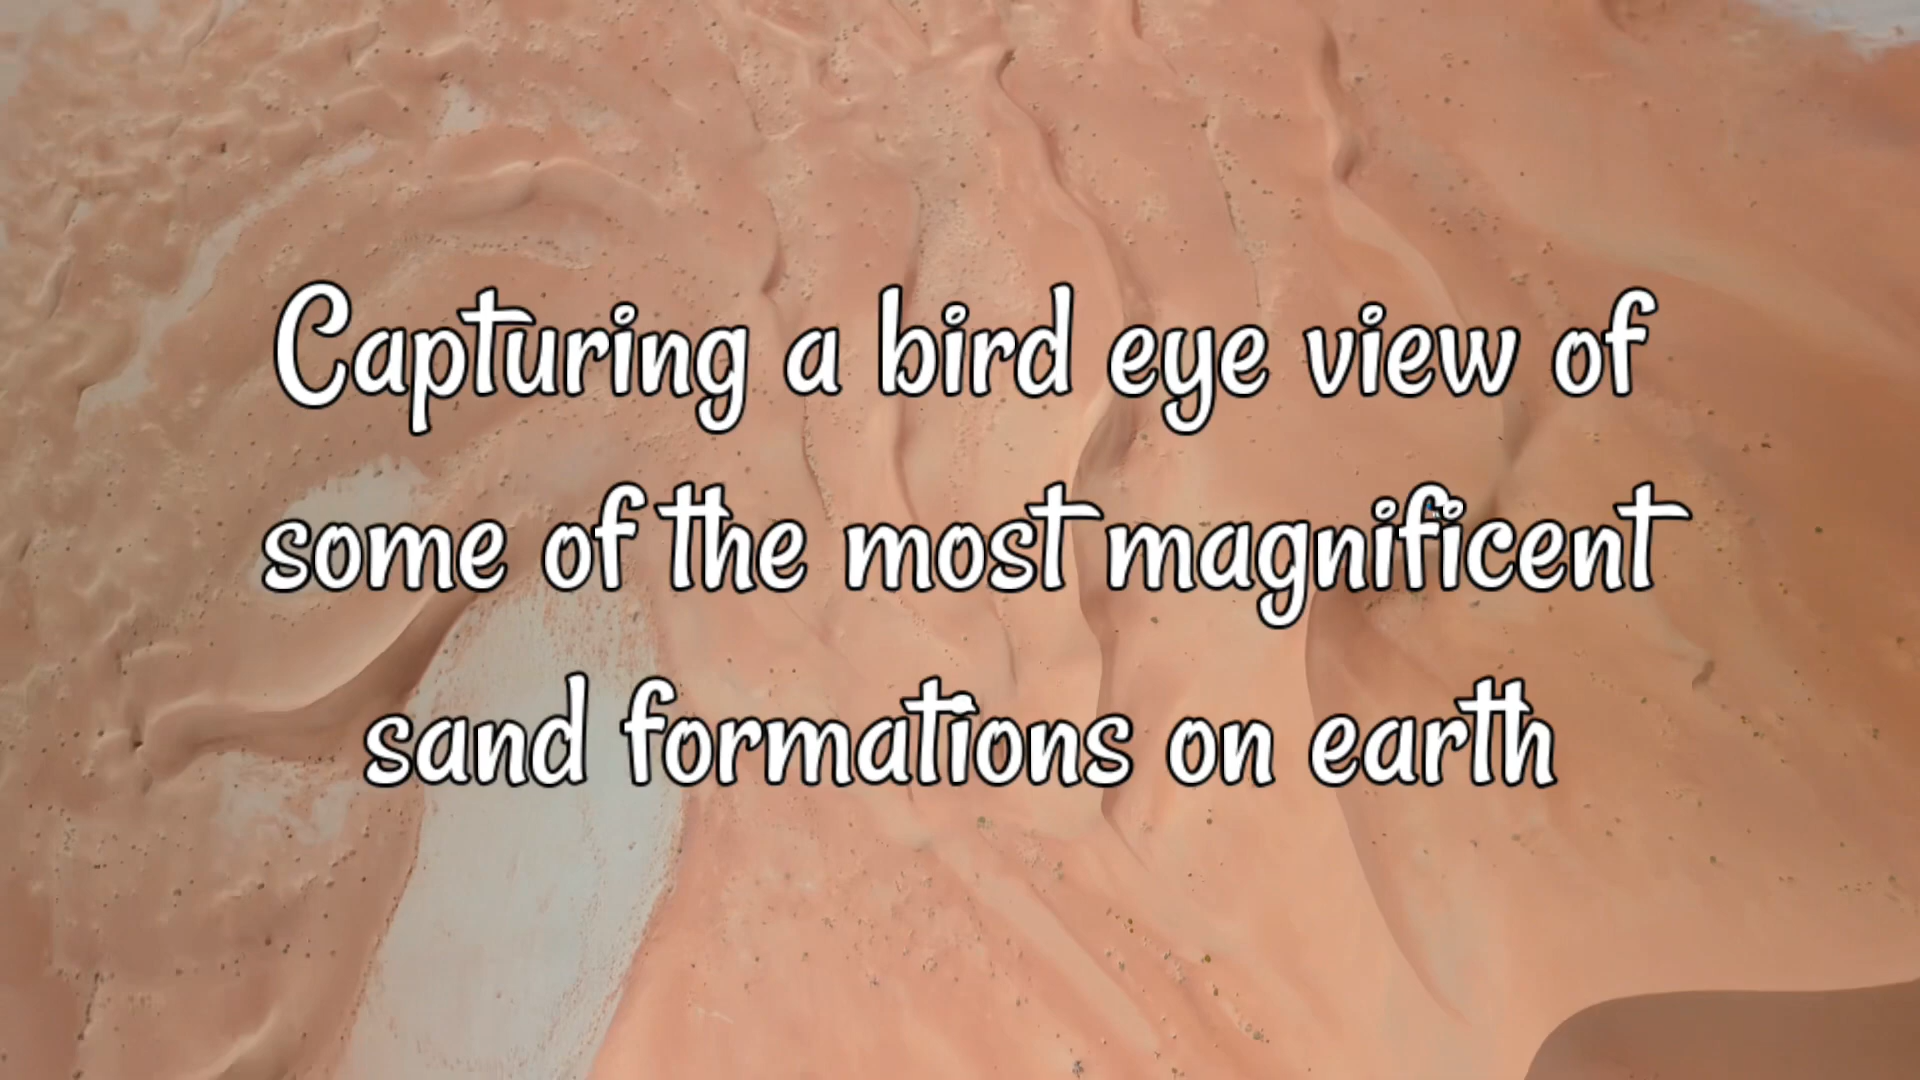 Capturing a bird eye view of
some of the most magnificent
sand formations on earth